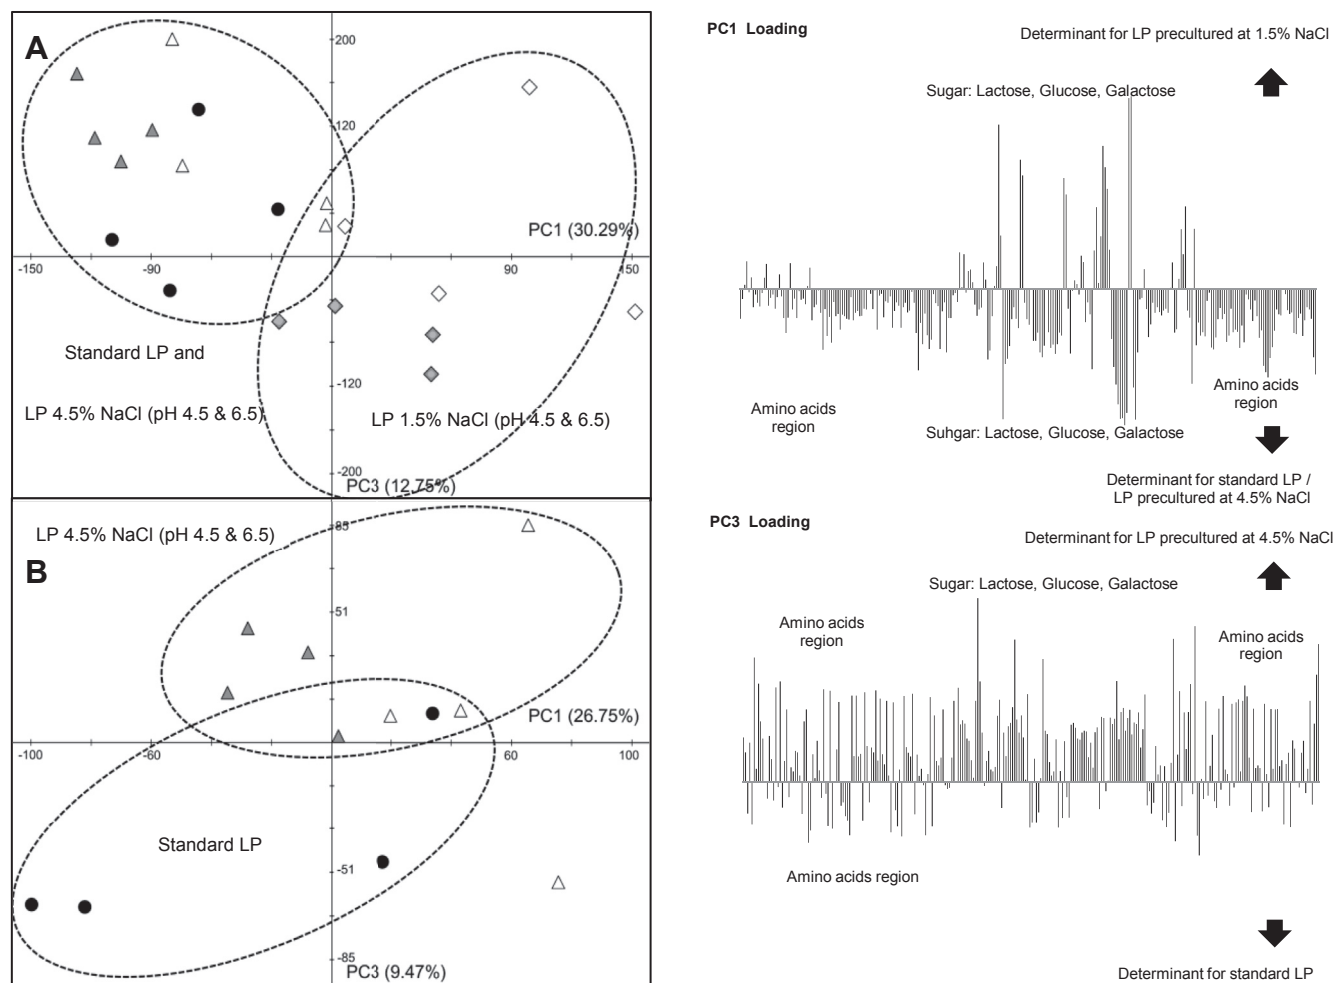 A
200
120
PC1 (30.29%)
-150
-90
90
150
Standard LP and
LP 4.5% NaCl (pH 4.5 & 6.5)
-120
LP 1.5% NaCl (pH 4.5 & 6.5)
-200
PC3 (12.75%)
LP 4.5% NaCl (pH 4.5 & 6.5)
B
85
51
PC1 (26.75%)
-100
-60
60
100
Standard LP
-51
-85
PC3 (9.47%)
PC1 Loading
Determinant for LP precultured at 1.5% NaCl
Sugar: Lactose, Glucose, Galactose
Amino acids
region
Amino acids
region
Suhgar: Lactose, Glucose, Galactose
Determinant for standard LP /
LP precultured at 4.5% NaCl
PC3 Loading
Determinant for LP precultured at 4.5% NaCl
Sugar: Lactose, Glucose, Galactose
Amino acids
region
Amino acids
region
Amino acids region
Determinant for standard LP